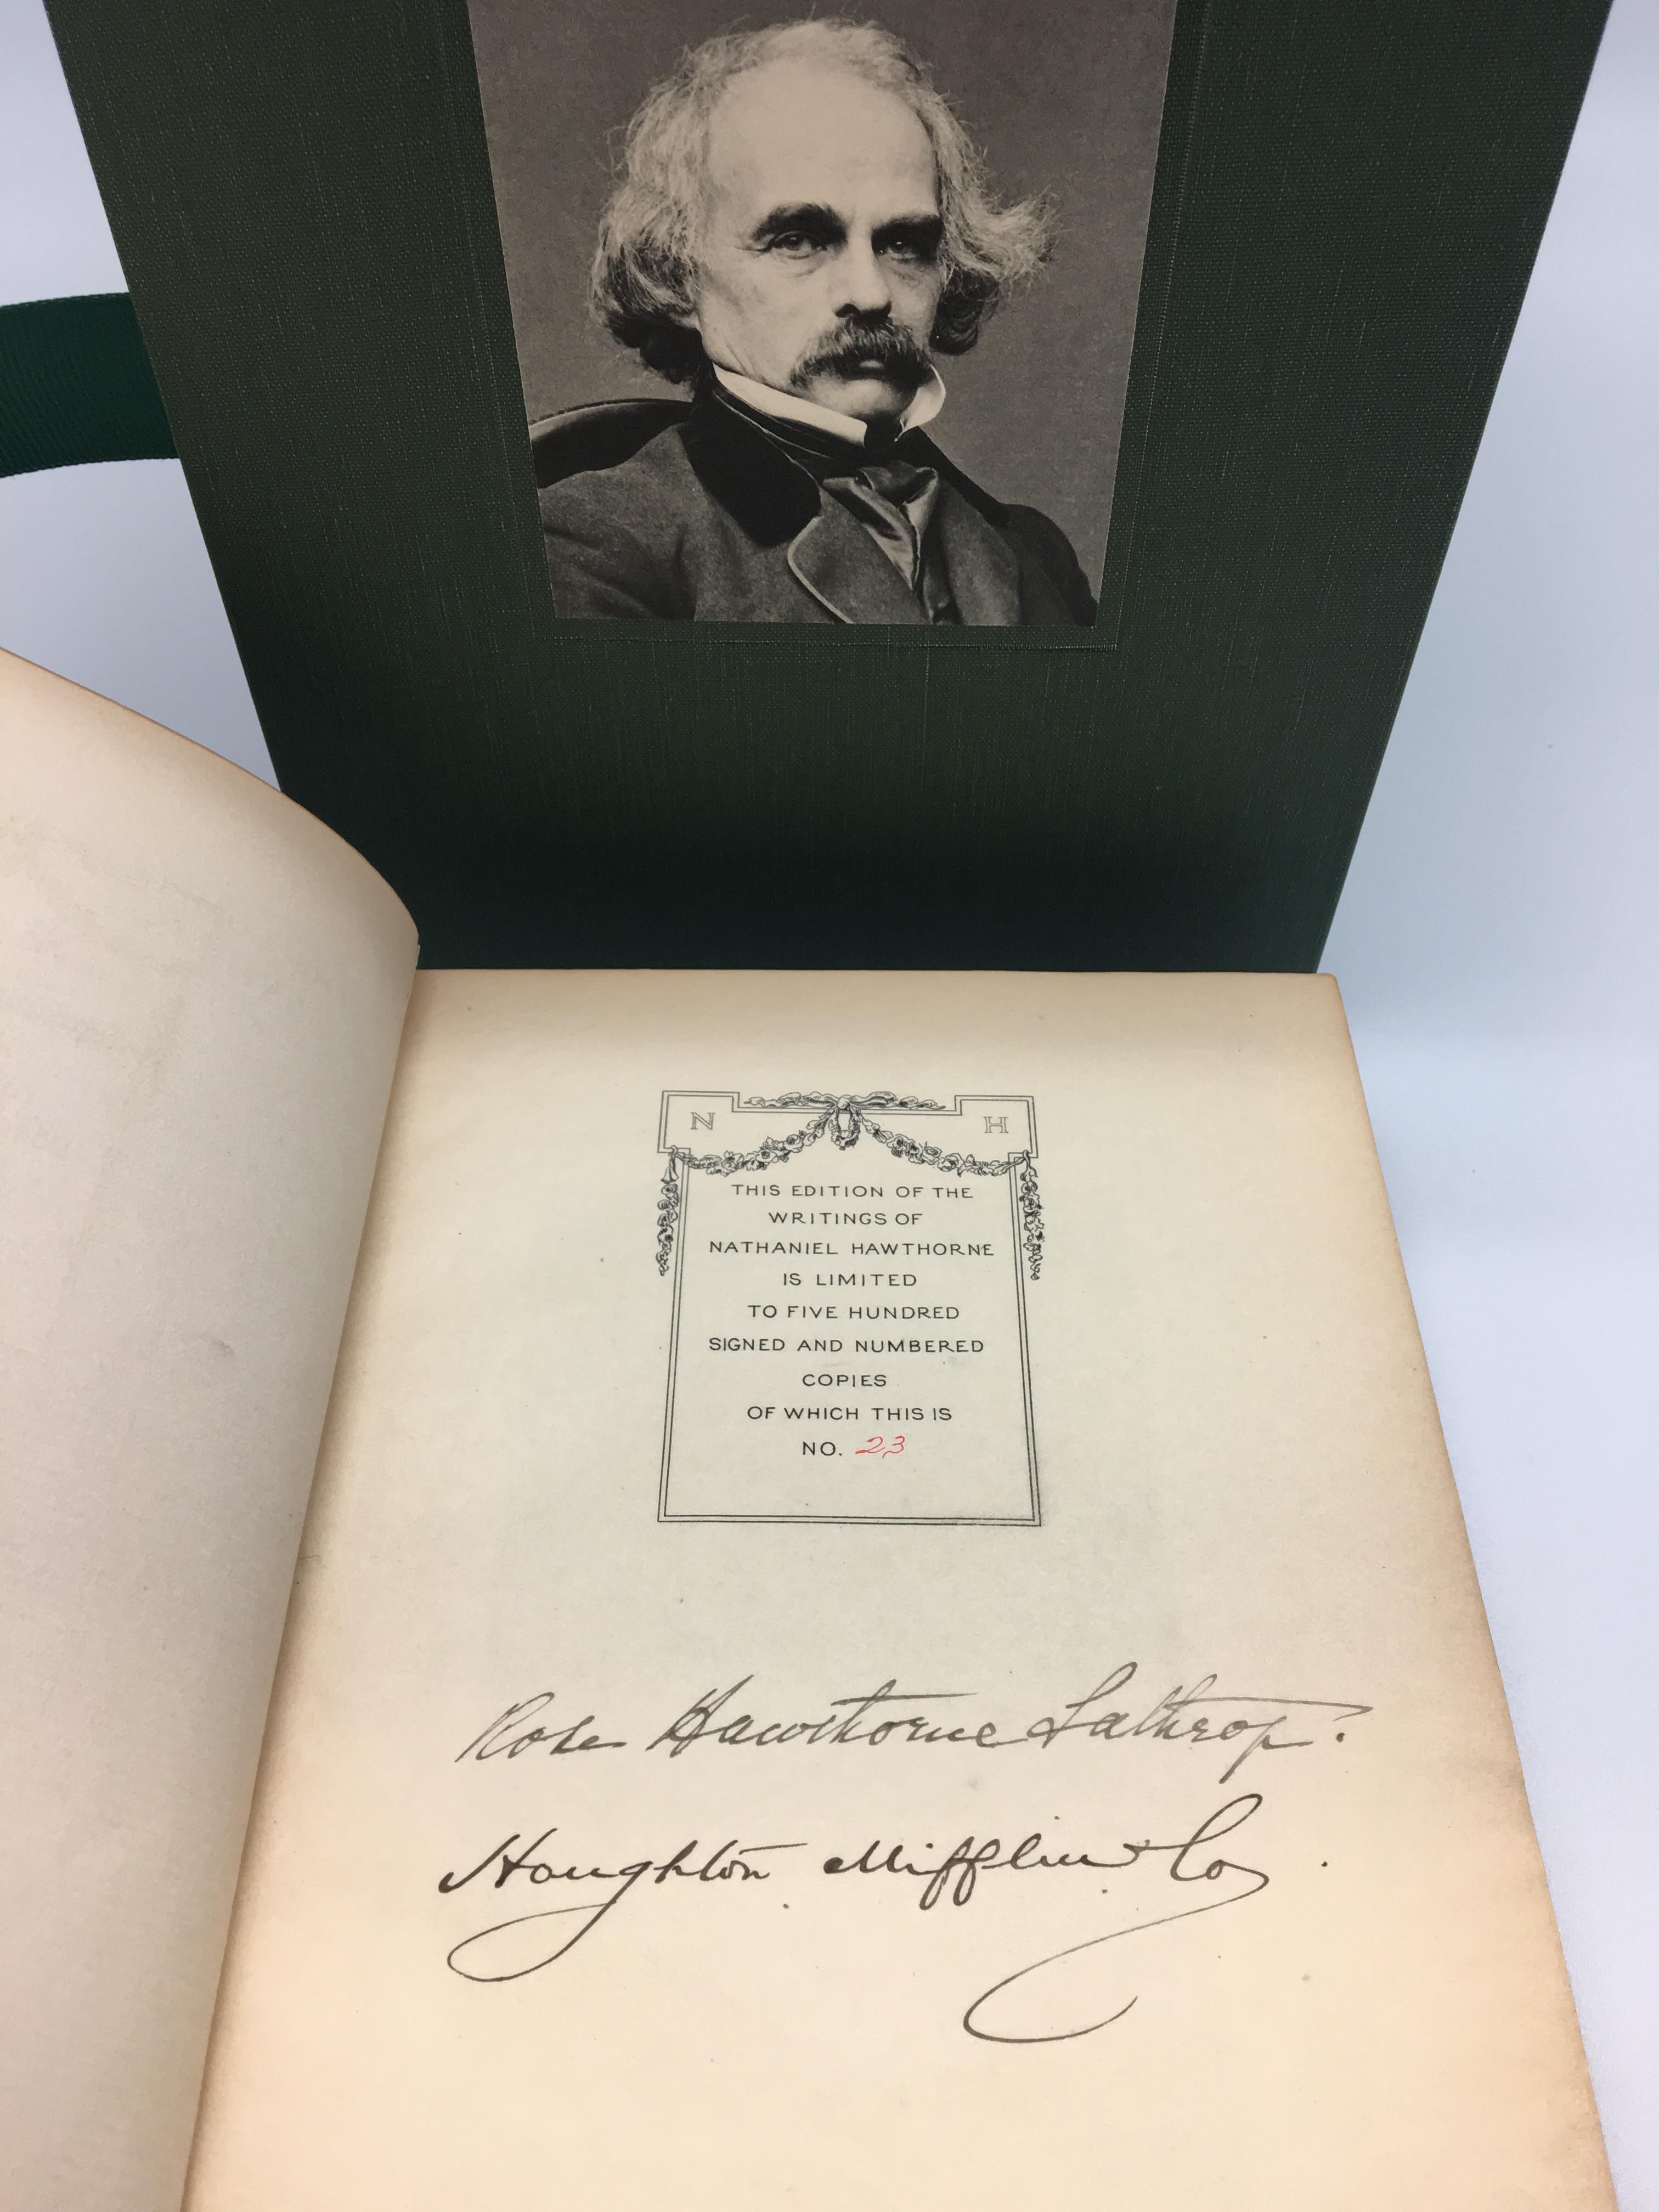 N H
THIS EDITION OF THE
WRITINGS OF
NATHANIEL HAWTHORNE
IS LIMITED
TO FIVE HUNDRED
SIGNED AND NUMBERED
COPIES
OF WHICH THIS IS
NO. 23
Rose Hawthorne Lathrop.
Houghton Mifflin & Co.